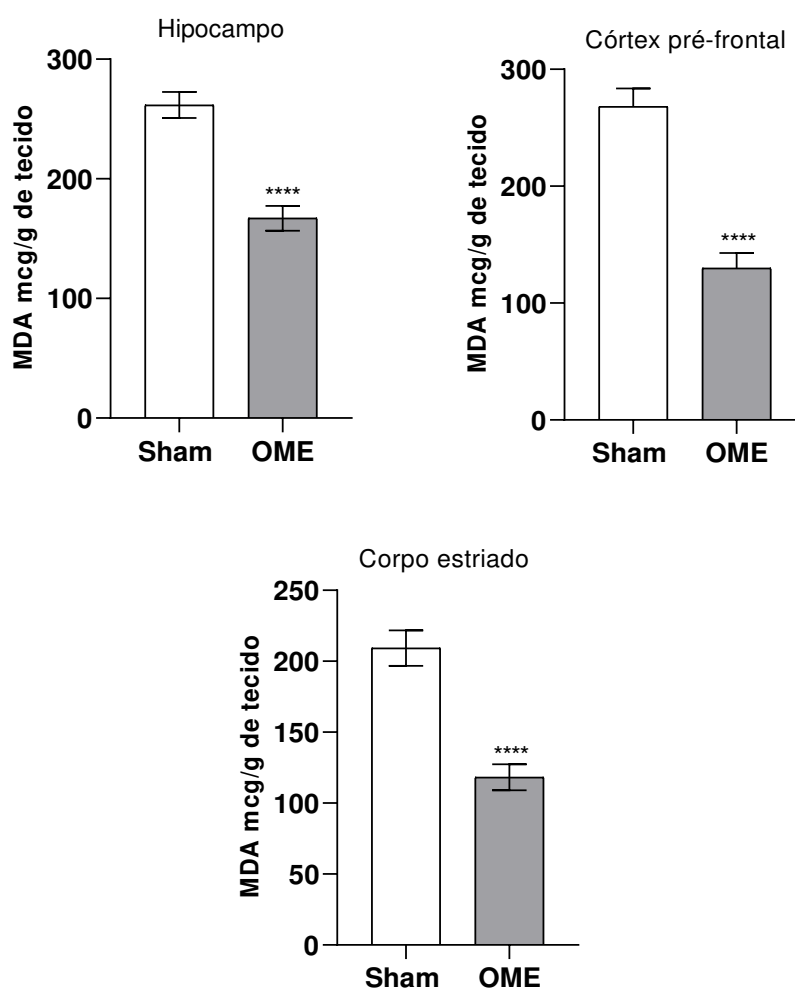 Hipocampo
MDA mcg/g de tecido
300
200
100
0
****
Sham OME
Córtex pré-frontal
MDA mcg/g de tecido
300
200
100
0
****
Sham OME
Corpo estriado
MDA mcg/g de tecido
250
200
150
100
50
0
****
Sham OME